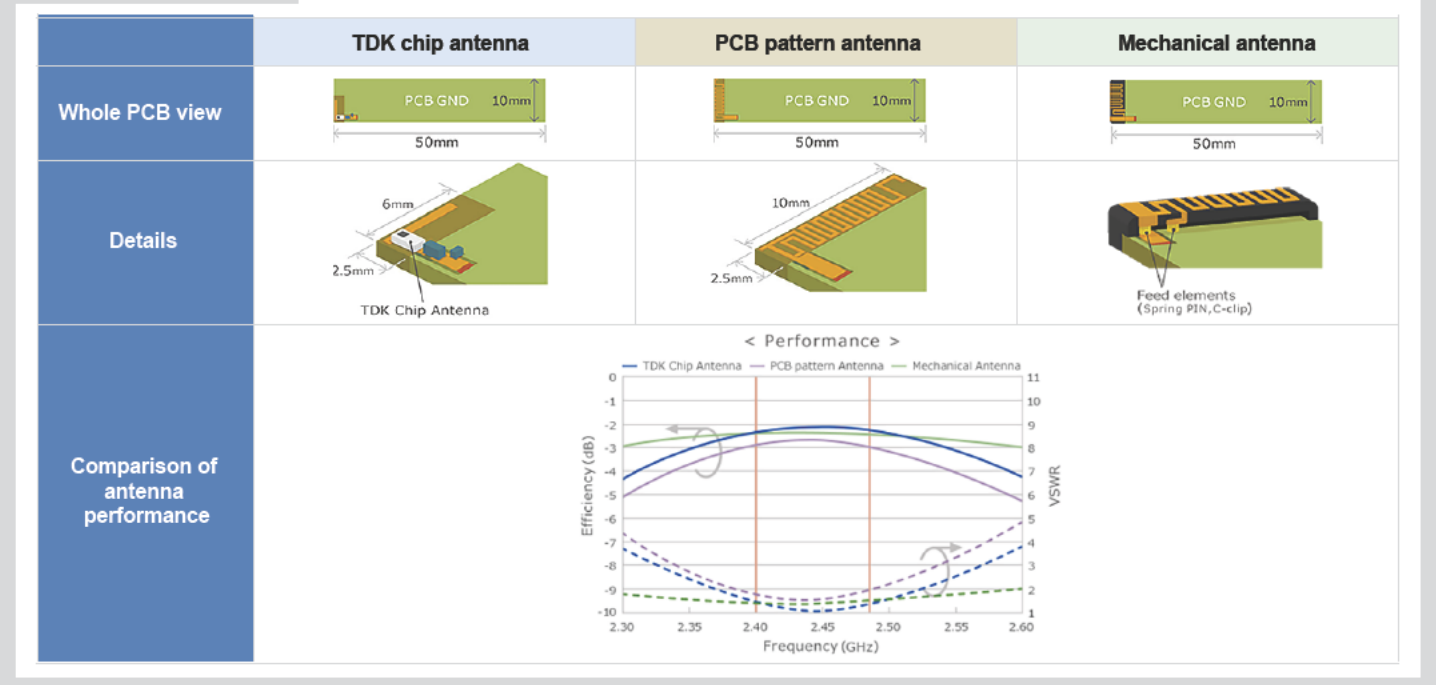 TDK chip antenna
PCB pattern antenna
Mechanical antenna
Whole PCB view
PCB GND 10mm
50mm
PCB GND 10mm
50mm
PCB GND 10mm
50mm
Details
6mm
2.5mm
TDK Chip Antenna
10mm
2.5mm
Feed elements
(Spring PIN,C-clip)
Comparison of
antenna
performance
< Performance >
TDK Chip Antenna
PCB pattern Antenna
Mechanical Antenna
Efficiency (dB)
0
-1
-2
-3
-4
-5
-6
-7
-8
-9
-10
11
10
9
8
7
6
5
4
3
2
1
VSWR
2.30 2.35 2.40 2.45 2.50 2.55 2.60
Frequency (GHz)